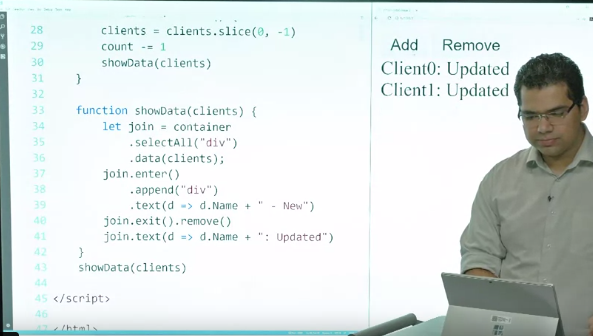 28 clients = clients.slice(0, -1)
29 count -= 1
30 showData(clients)
31 }
32
33 function showData(clients) {
34 let join = container
35 .selectAll("div")
36 .data(clients);
37 join.enter()
38 .append("div")
39 .text(d => d.Name + " - New")
40 join.exit().remove()
41 join.text(d => d.Name + ": Updated")
42 }
43 showData(clients)
44
45 </script>
46
47 </html>
Add Remove
Client0: Updated
Client1: Updated